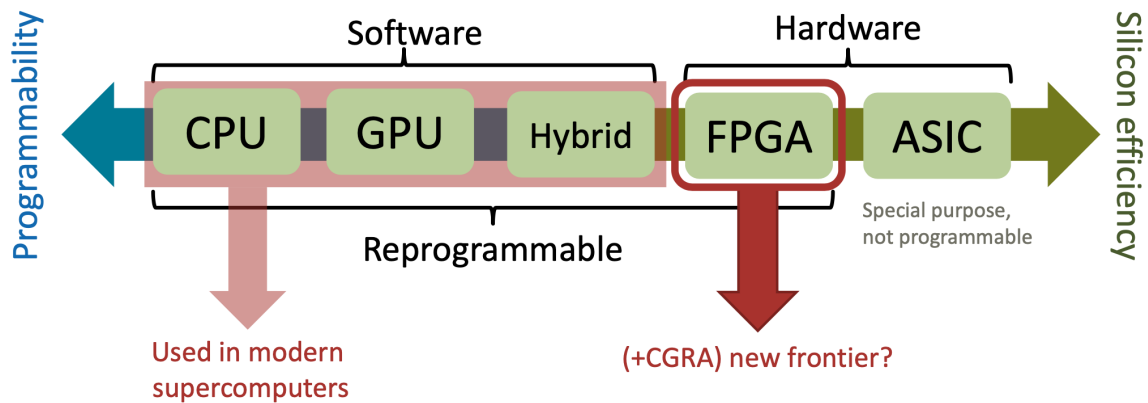 Programmability
Software
Hardware
Silicon efficiency
CPU
GPU
Hybrid
FPGA
ASIC
Special purpose,
not programmable
Reprogrammable
Used in modern
supercomputers
(+CGRA) new frontier?